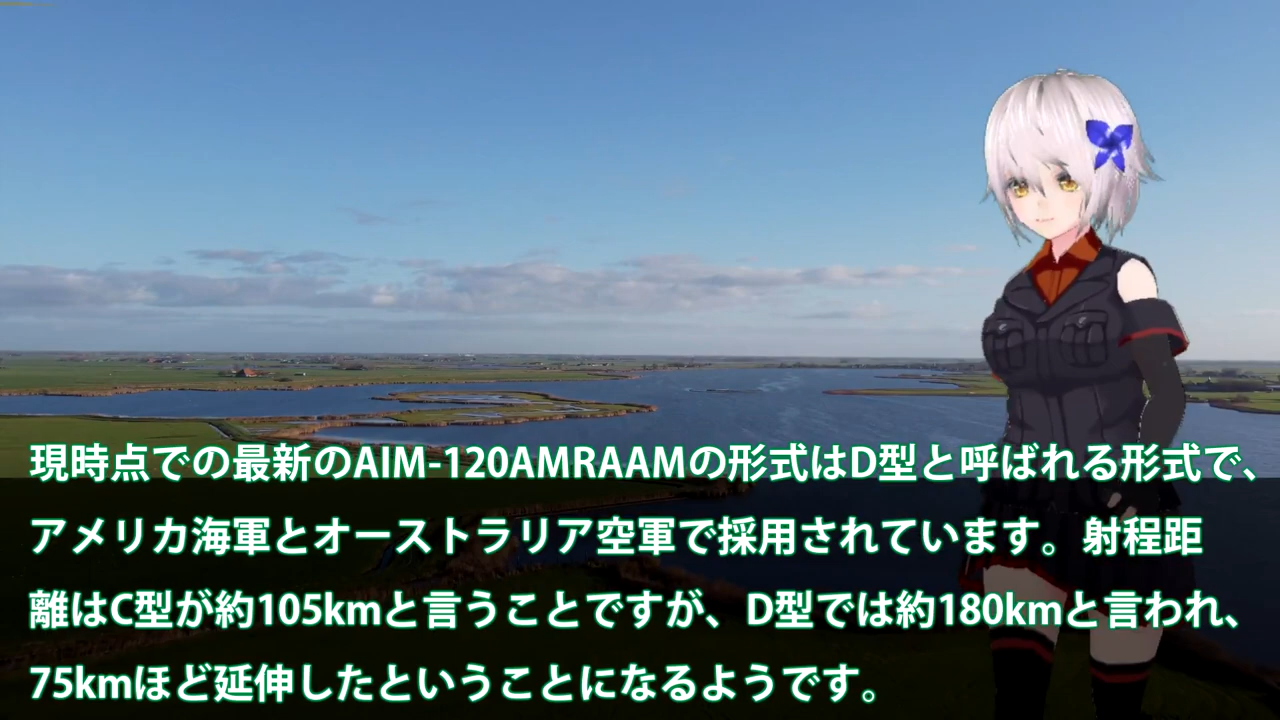 現時点での最新のAIM-120AMRAAMの形式はD型と呼ばれる形式で、
アメリカ海軍とオーストラリア空軍で採用されています。射程距
離はC型が約105kmと言うことですが、D型では約180kmと言われ、
75kmほど延伸したということになるようです。